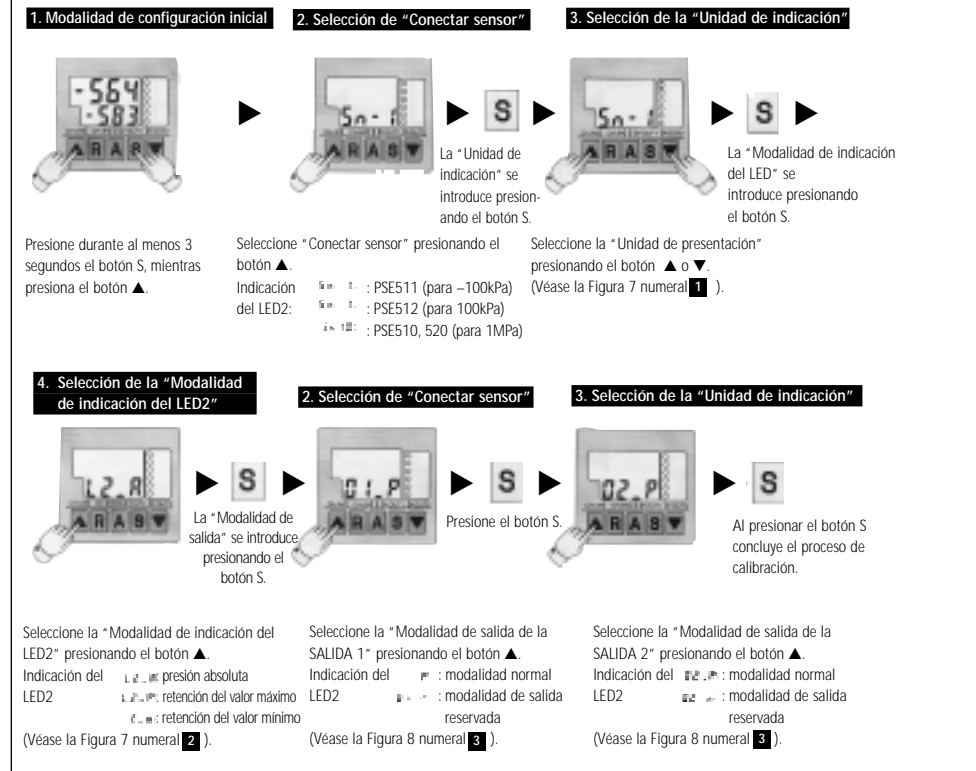 1. Modalidad de configuración inicial
2. Selección de “Conectar sensor”
3. Selección de la “Unidad de indicación”
-564
-583
Sn-1
S
Sn-1
S
La “Unidad de
indicación” se
introduce presion-
ando el botón S.
La “Modalidad de indicación
del LED” se
introduce presionando
el botón S.
Presione durante al menos 3
segundos el botón S, mientras
presiona el botón ▲.
Seleccione “Conectar sensor” presionando el
botón ▲.
Indicación : PSE511 (para –100kPa)
del LED2: : PSE512 (para 100kPa)
: PSE510, 520 (para 1MPa)
Seleccione la “Unidad de presentación”
presionando el botón ▲ o ▼.
(Véase la Figura 7 numeral 1 ).
4. Selección de la “Modalidad
de indicación del LED2”
2. Selección de “Conectar sensor”
3. Selección de la “Unidad de indicación”
L2_A
S
01_P
S
02_P
S
La “Modalidad de
salida” se introduce
presionando el
botón S.
Presione el botón S.
Al presionar el botón S
concluye el proceso de
calibración.
Seleccione la “Modalidad de indicación del
LED2” presionando el botón ▲.
Indicación del : presión absoluta
LED2 : retención del valor máximo
: retención del valor mínimo
(Véase la Figura 7 numeral 2 ).
Seleccione la “Modalidad de salida de la
SALIDA 1” presionando el botón ▲.
Indicación del : modalidad normal
LED2 : modalidad de salida
reservada
(Véase la Figura 8 numeral 3 ).
Seleccione la “Modalidad de salida de la
SALIDA 2” presionando el botón ▲.
Indicación del : modalidad normal
LED2 : modalidad de salida
reservada
(Véase la Figura 8 numeral 3 ).